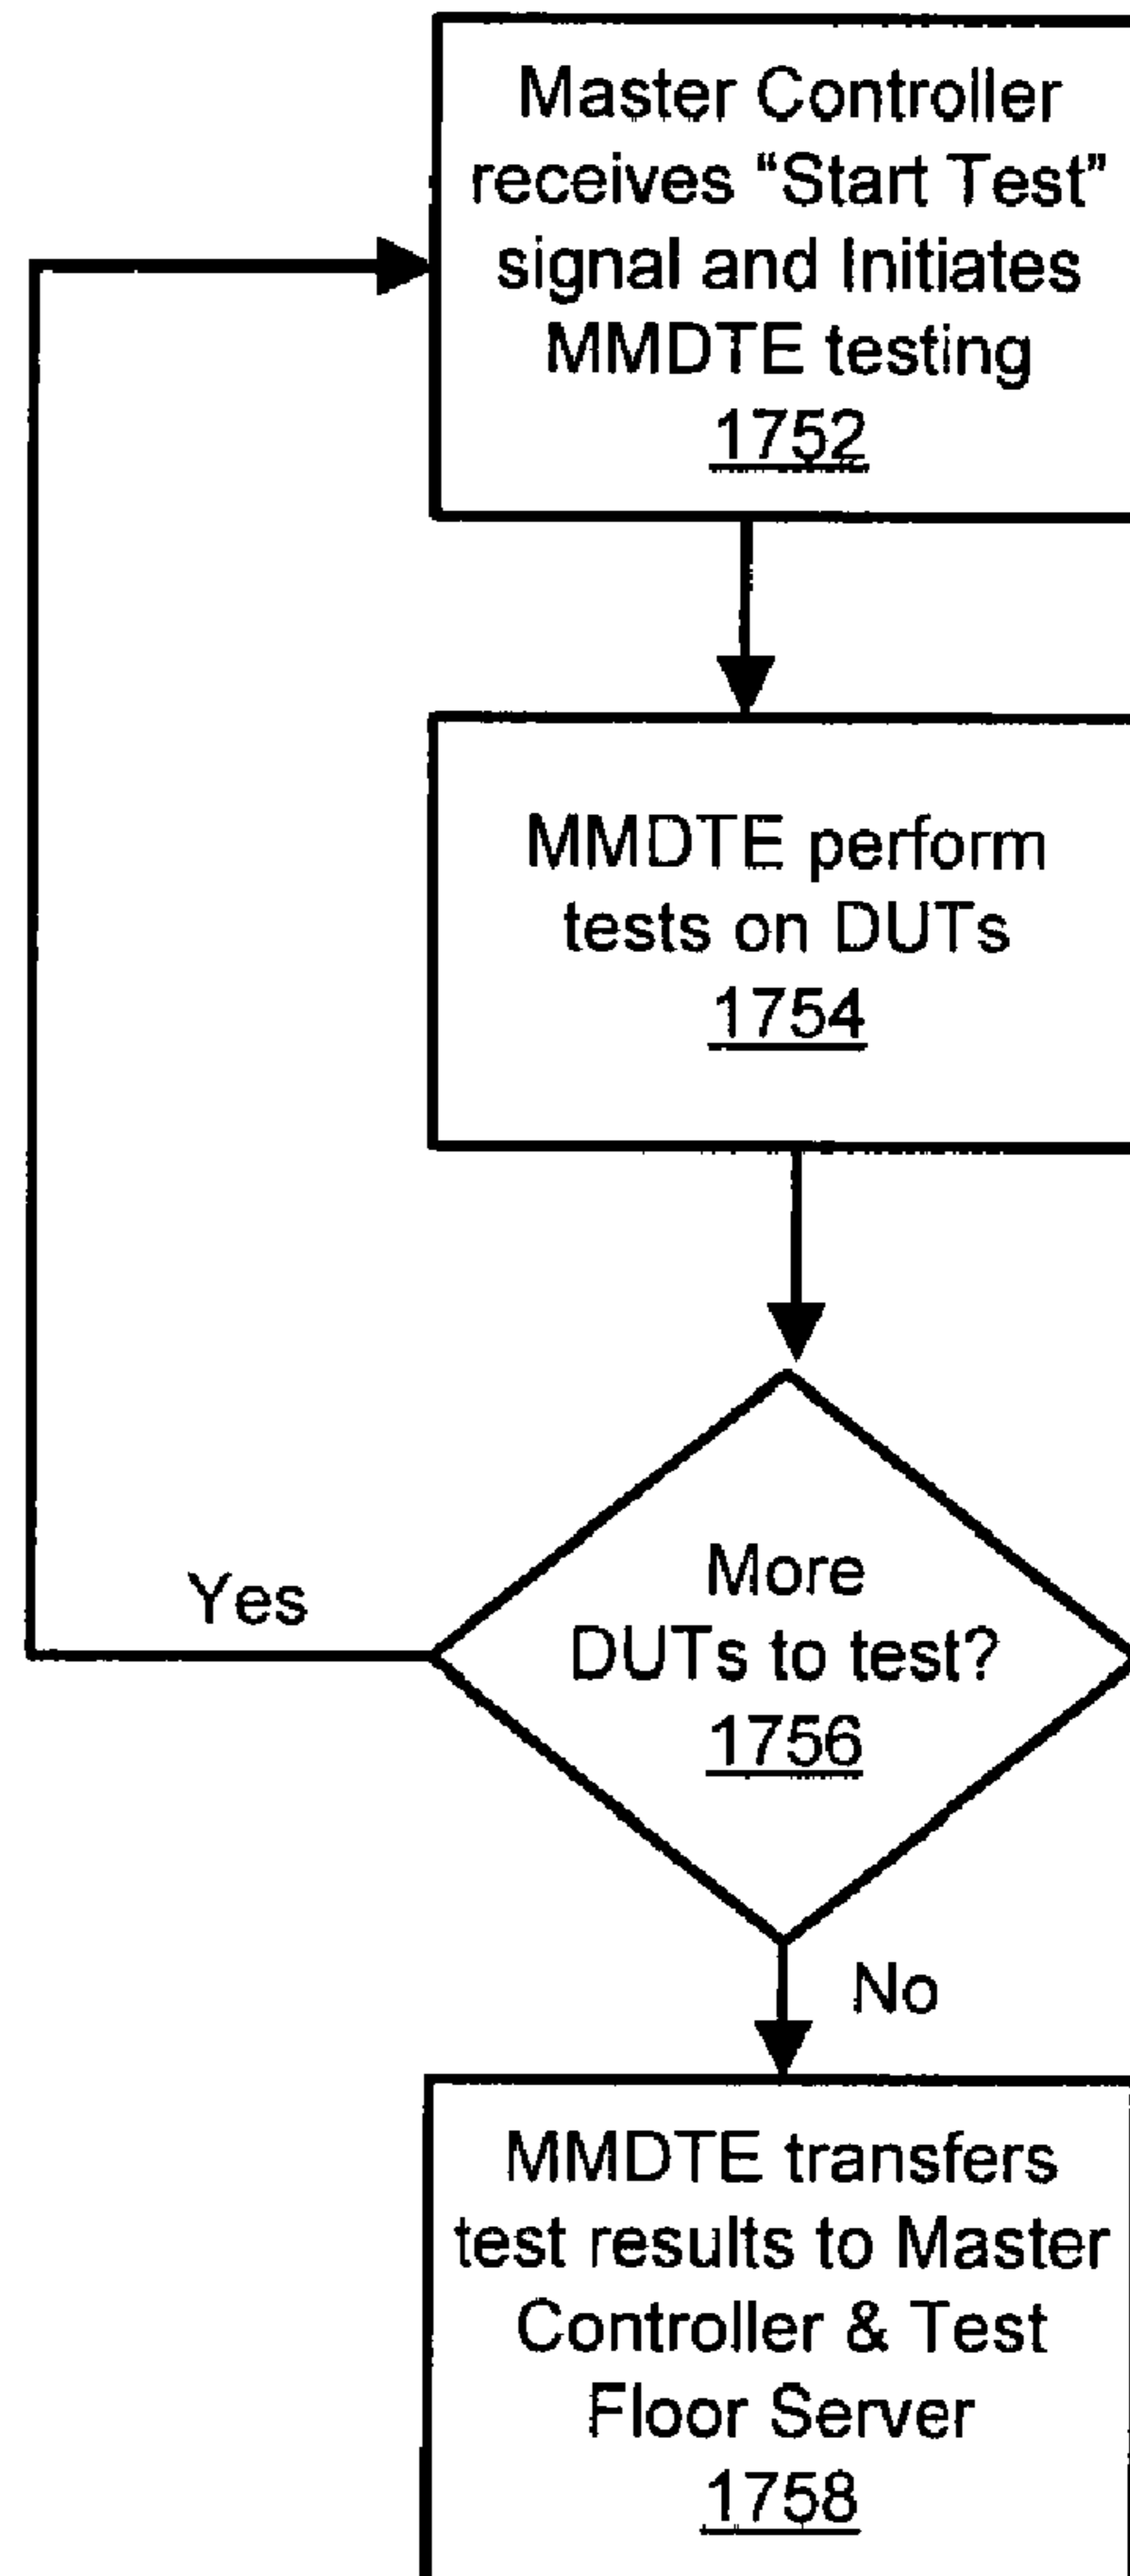 Master Controller
receives “Start Test”
signal and Initiates
MMDTE testing
1752
MMDTE perform
tests on DUTs
1754
More
DUTs to test?
1756
Yes
No
MMDTE transfers
test results to Master
Controller & Test
Floor Server
1758